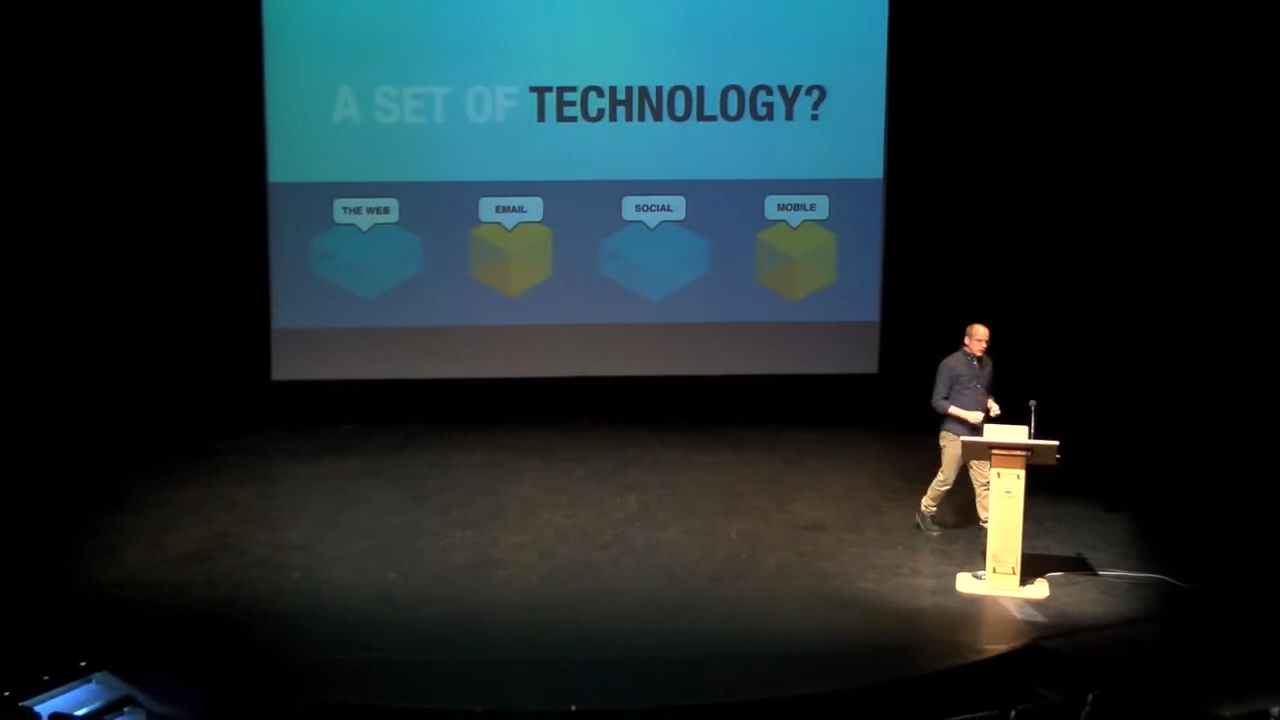 A SET OF TECHNOLOGY?
THE WEB
EMAIL
SOCIAL
MOBILE